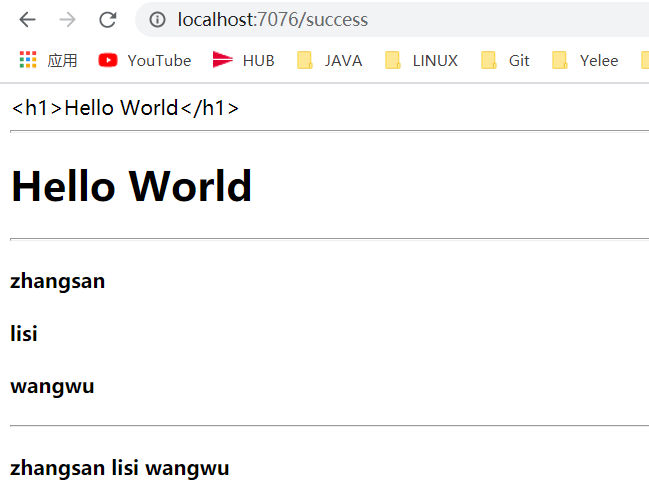 localhost:7076/success
应用 YouTube HUB JAVA LINUX Git Yelee
<h1>Hello World</h1>
Hello World
zhangsan
lisi
wangwu
zhangsan lisi wangwu